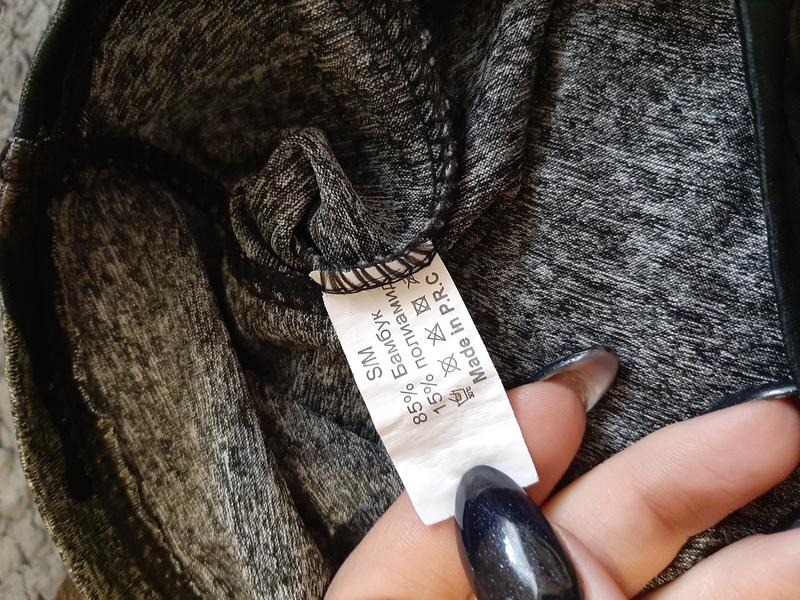 S/M
85% Бамбук
15% полиамид
Made in P.R.C